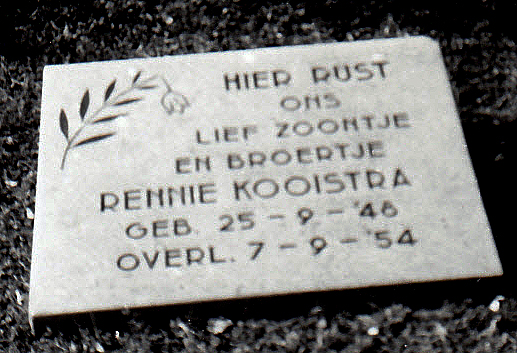 HIER RUST
ONS
LIEF ZOONTJE
EN BROERTJE
RENNIE KOOISTRA
GEB. 25 - 9 - '46
OVERL. 7 - 9 - '54